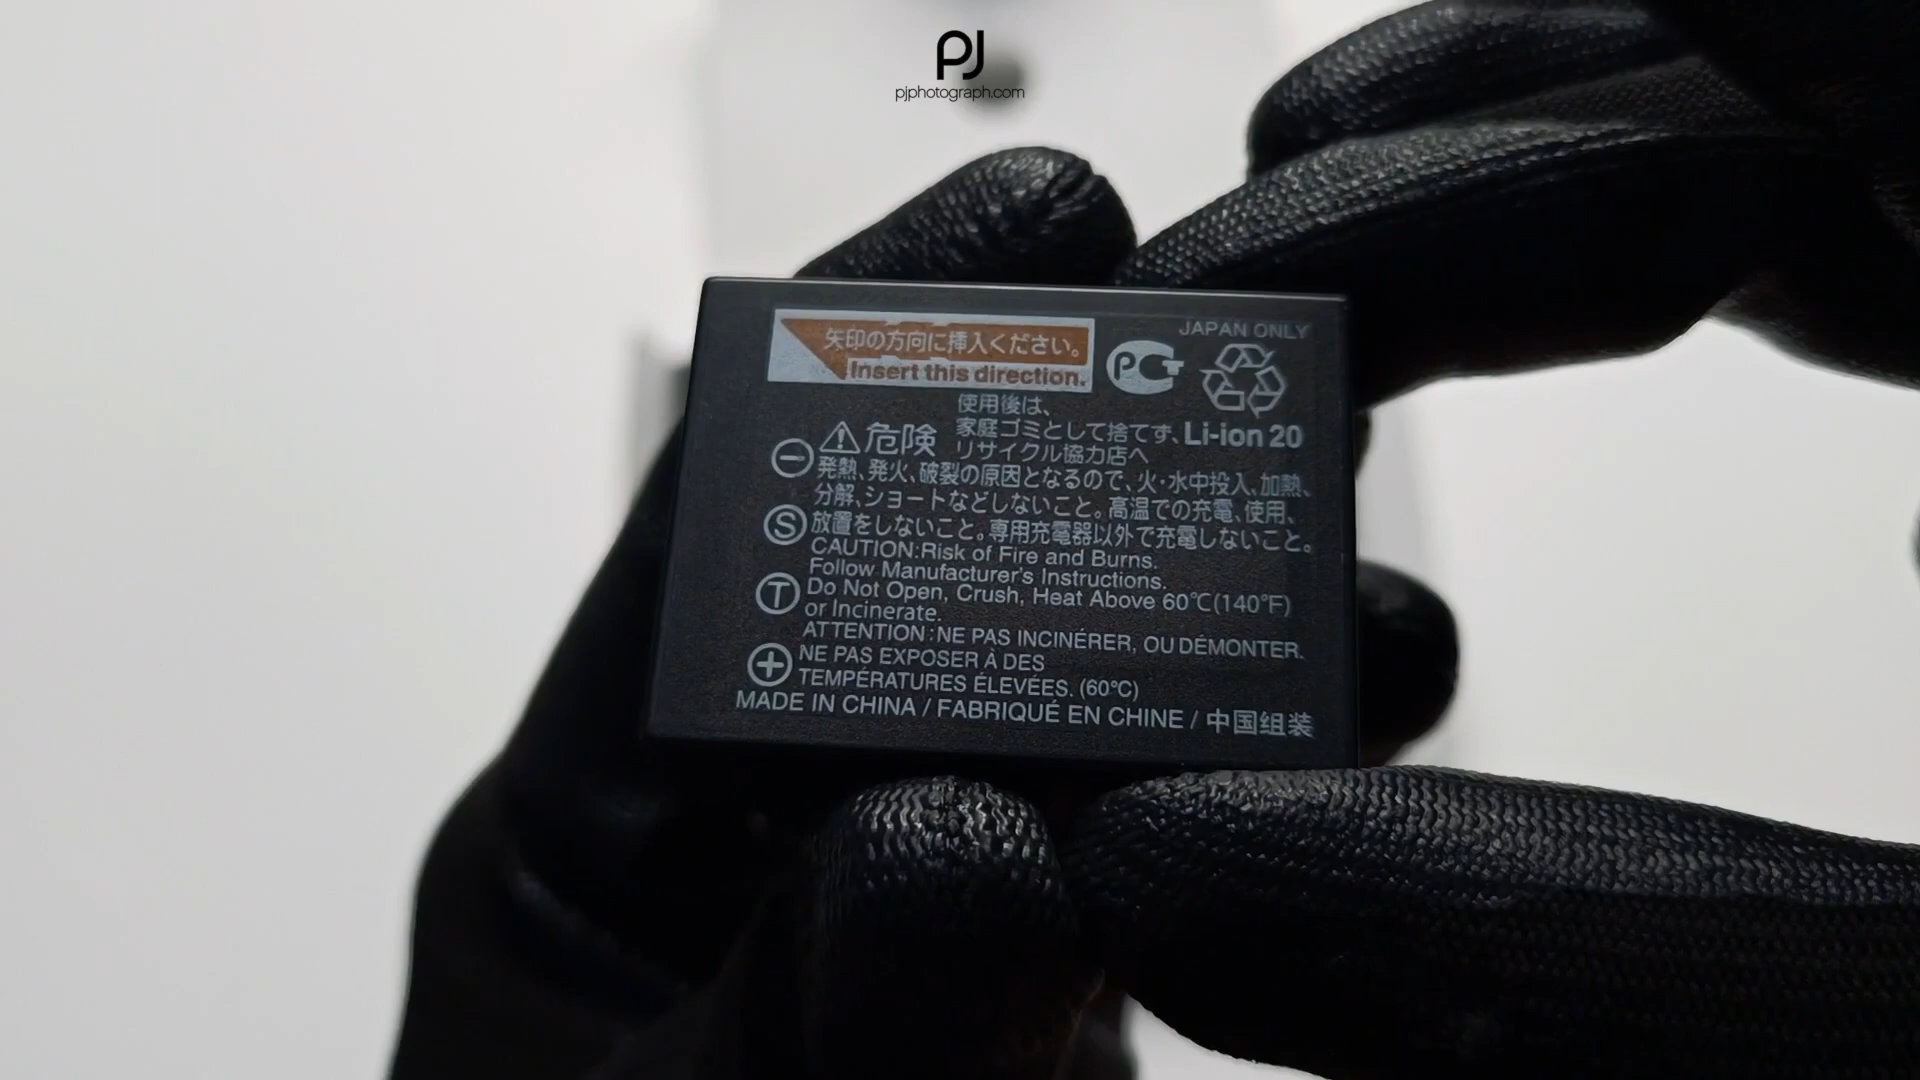 PJ
pjphotograph.com
矢印の方向に挿入ください。
Insert this direction.
JAPAN ONLY
PCT
使用後は、
家庭ゴミとして捨てず、
リサイクル協力店へ
Li-ion 20
危険
発熱、発火、破裂の原因となるので、火・水中投入、加熱、
分解、ショートなどしないこと。高温での充電、使用、
放置をしないこと。専用充電器以外で充電しないこと。
S
CAUTION:Risk of Fire and Burns.
Follow Manufacturer's Instructions.
T
Do Not Open, Crush, Heat Above 60℃(140°F)
or Incinerate.
ATTENTION:NE PAS INCINÉRER, OU DÉMONTER.
NE PAS EXPOSER À DES
TEMPÉRATURES ÉLEVÉES. (60℃)
MADE IN CHINA / FABRIQUÉ EN CHINE / 中国组装